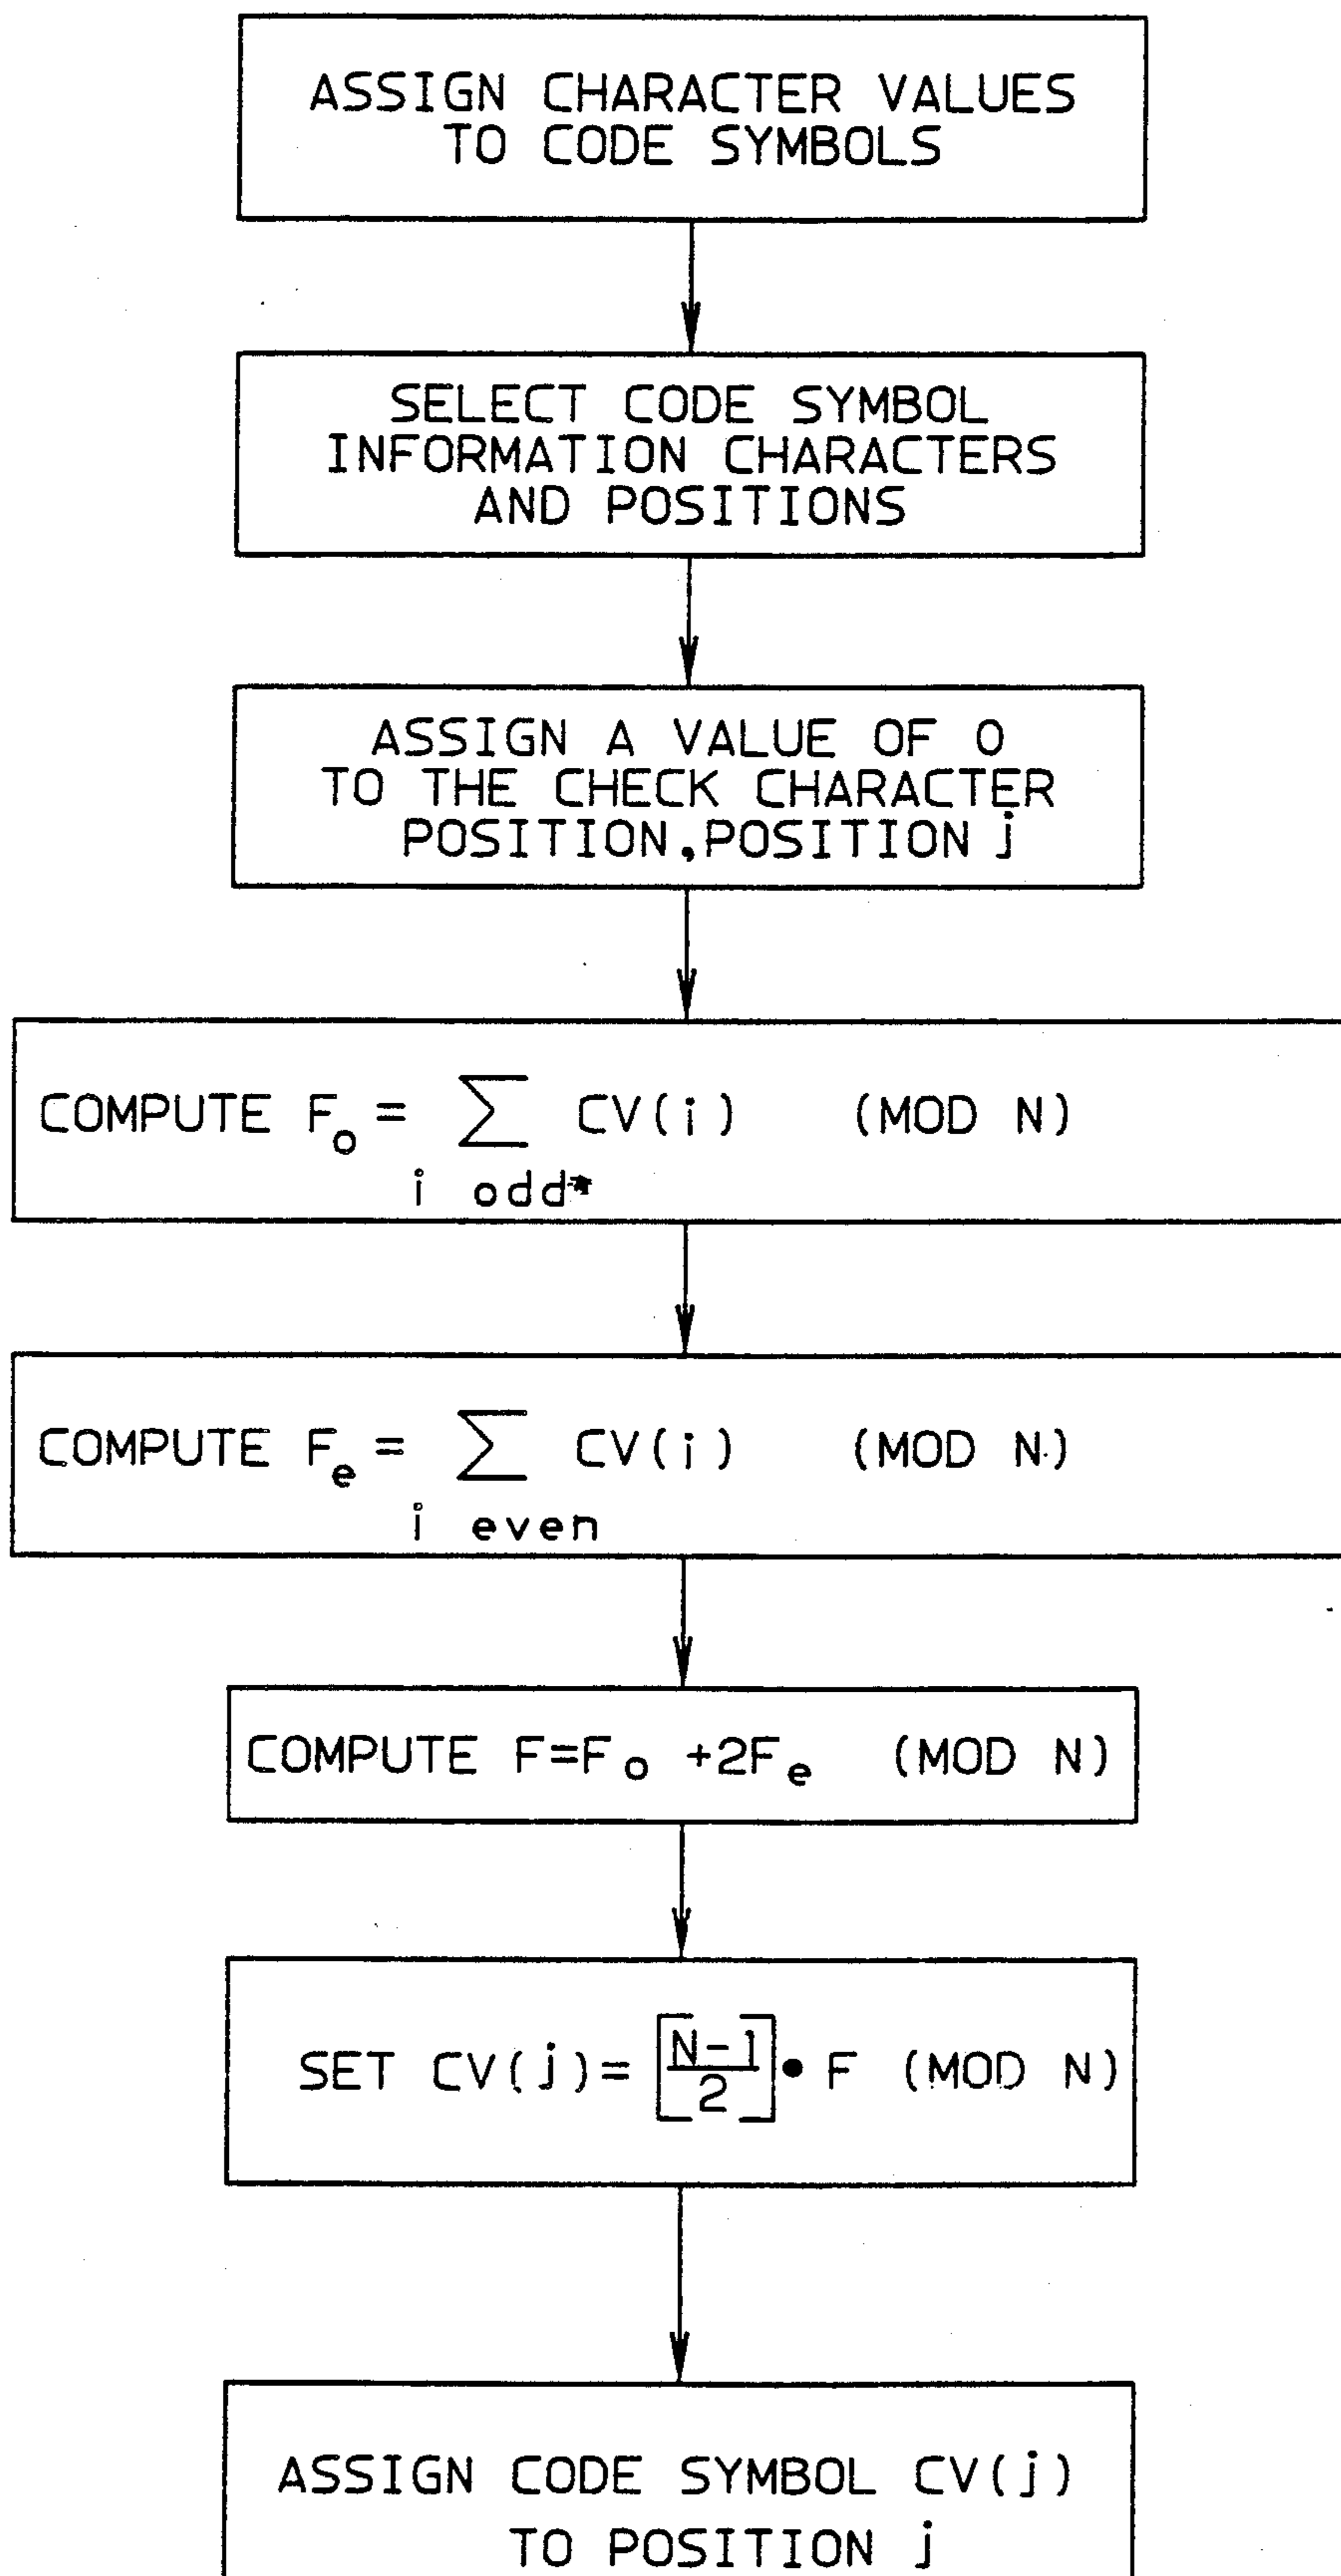 ASSIGN CHARACTER VALUES
TO CODE SYMBOLS
SELECT CODE SYMBOL
INFORMATION CHARACTERS
AND POSITIONS
ASSIGN A VALUE OF 0
TO THE CHECK CHARACTER
POSITION, POSITION j
COMPUTE Fo = ∑ CV(i) (MOD N)
i odd*
COMPUTE Fe = ∑ CV(i) (MOD N)
i even
COMPUTE F=Fo +2Fe (MOD N)
SET CV(j)= [N-1/2] • F (MOD N)
ASSIGN CODE SYMBOL CV(j)
TO POSITION j